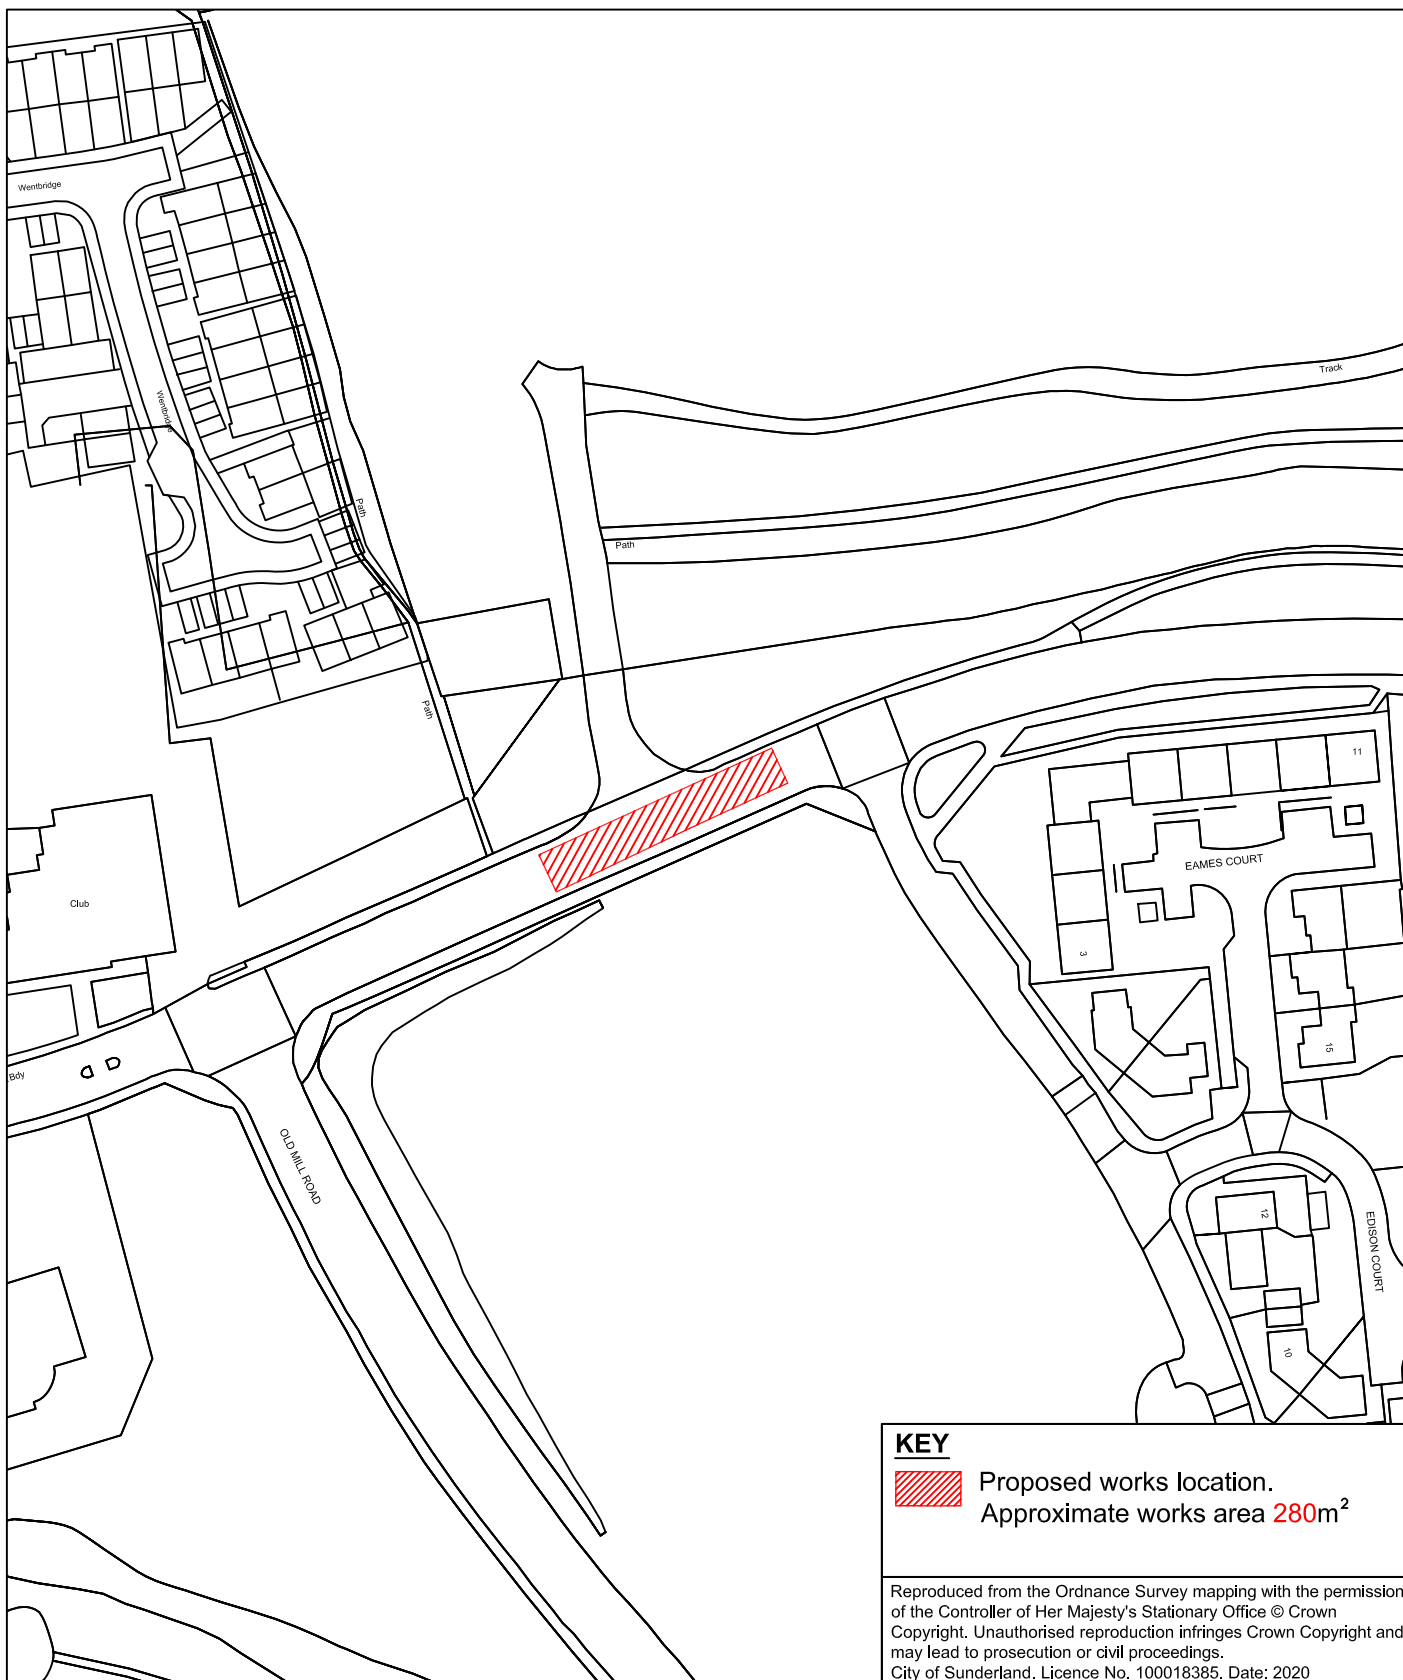 Wentbridge
Wentbridge
Track
Path
Path
Path
11
EAMES COURT
Club
3
15
Bdy
OLD MILL ROAD
12
EDISON COURT
10
KEY
Proposed works location.
Approximate works area 280m²
Reproduced from the Ordnance Survey mapping with the permission
of the Controller of Her Majesty's Stationary Office © Crown
Copyright. Unauthorised reproduction infringes Crown Copyright and
may lead to prosecution or civil proceedings.
City of Sunderland. Licence No. 100018385. Date: 2020